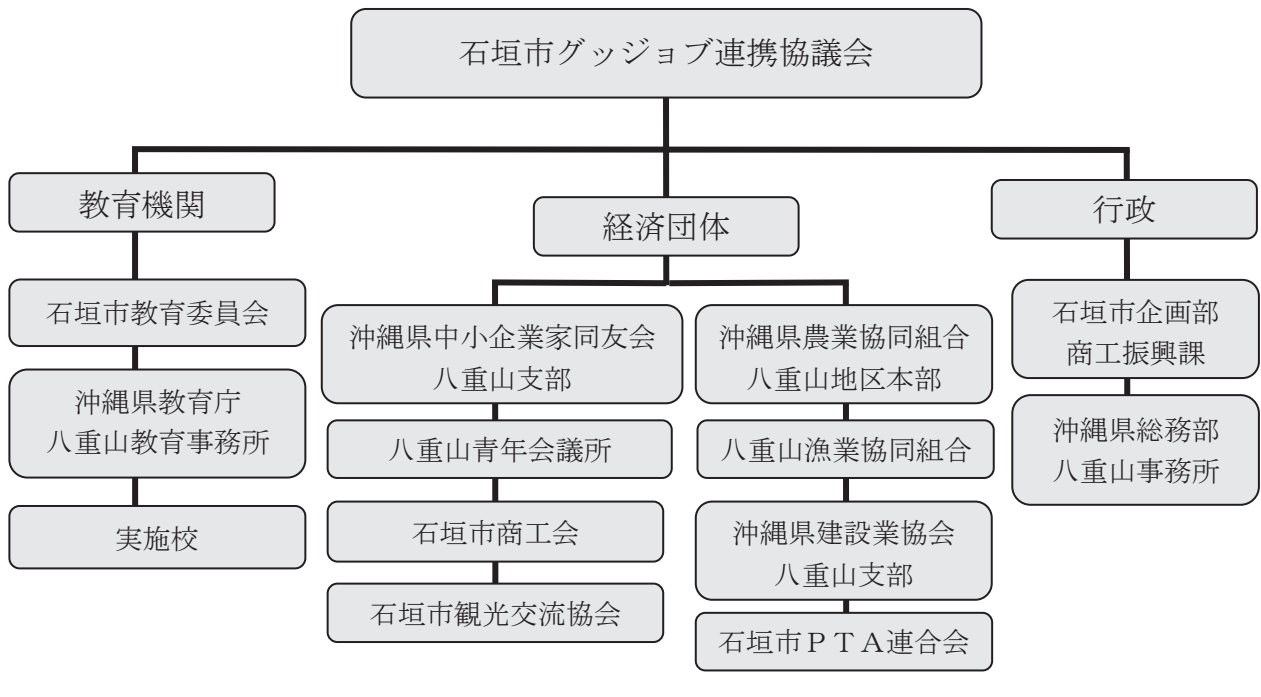 石垣市グッジョブ連携協議会
教育機関
石垣市教育委員会
沖縄県教育庁
八重山教育事務所
実施校
経済団体
沖縄県中小企業家同友会
八重山支部
八重山青年会議所
石垣市商工会
石垣市観光交流協会
沖縄県農業協同組合
八重山地区本部
八重山漁業協同組合
沖縄県建設業協会
八重山支部
石垣市ＰＴＡ連合会
行政
石垣市企画部
商工振興課
沖縄県総務部
八重山事務所